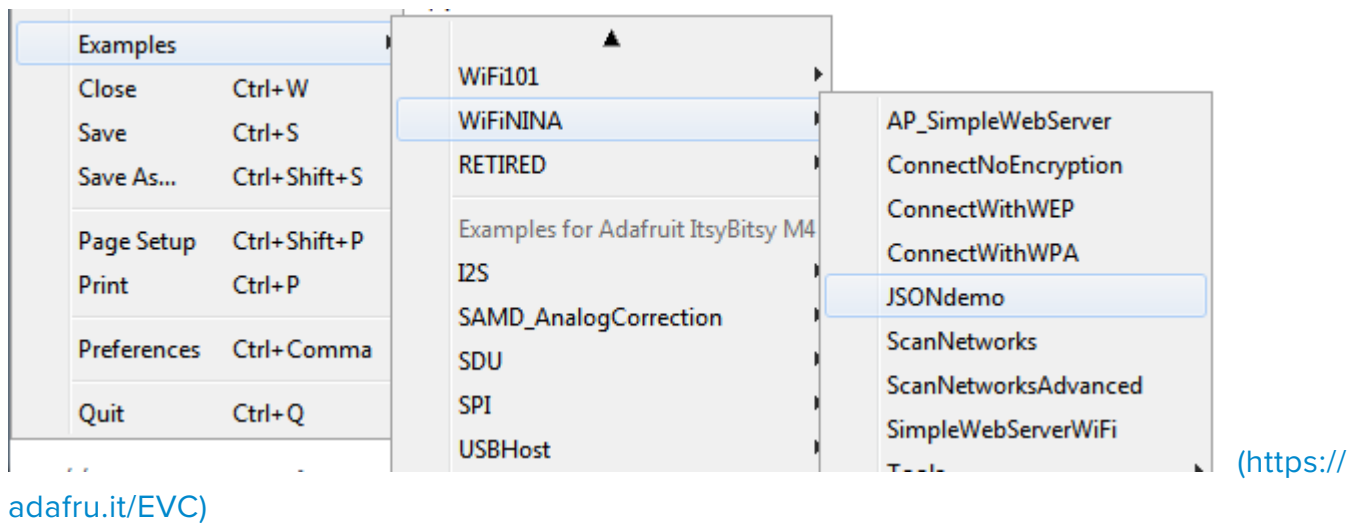 Examples
Close Ctrl+W
Save Ctrl+S
Save As... Ctrl+Shift+S
Page Setup Ctrl+Shift+P
Print Ctrl+P
Preferences Ctrl+Comma
Quit Ctrl+Q
WiFi101
WiFiNINA
RETIRED
Examples for Adafruit ItsyBitsy M4
I2S
SAMD_AnalogCorrection
SDU
SPI
USBHost
AP_SimpleWebServer
ConnectNoEncryption
ConnectWithWEP
ConnectWithWPA
JSONdemo
ScanNetworks
ScanNetworksAdvanced
SimpleWebServerWiFi
(https://
adafru.it/EVC)